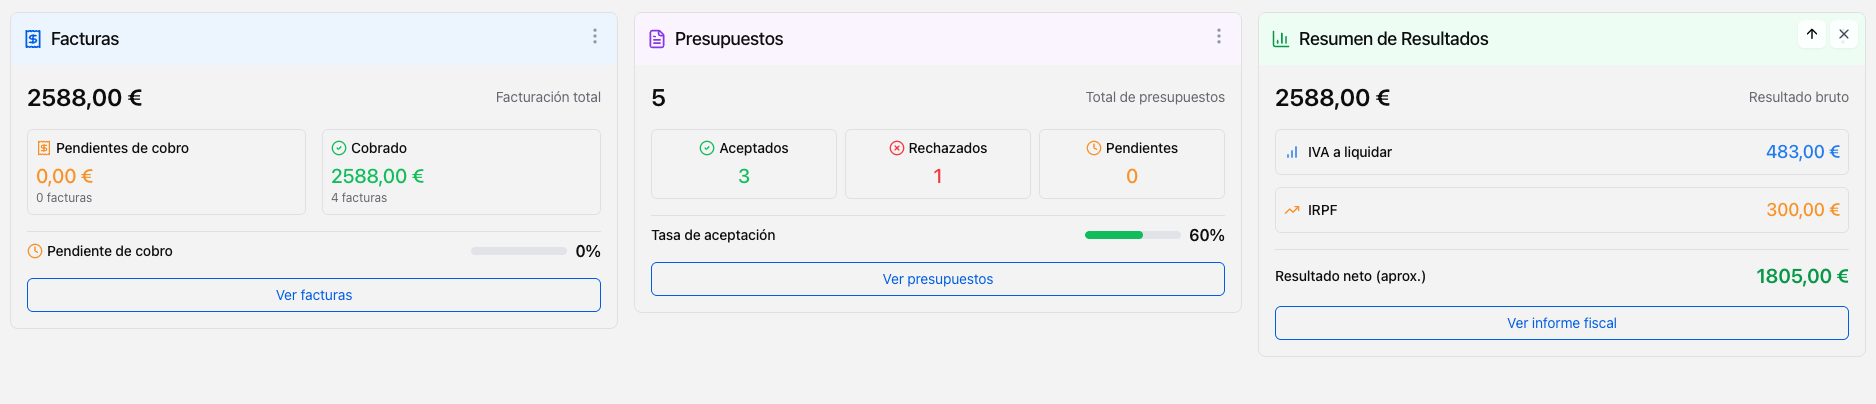 Facturas
2588,00 €
Facturación total
Pendientes de cobro
0,00 €
0 facturas
Cobrado
2588,00 €
4 facturas
Pendiente de cobro
0%
Ver facturas
Presupuestos
5
Total de presupuestos
Aceptados
3
Rechazados
1
Pendientes
0
Tasa de aceptación
60%
Ver presupuestos
Resumen de Resultados
2588,00 €
Resultado bruto
IVA a liquidar
483,00 €
IRPF
300,00 €
Resultado neto (aprox.)
1805,00 €
Ver informe fiscal